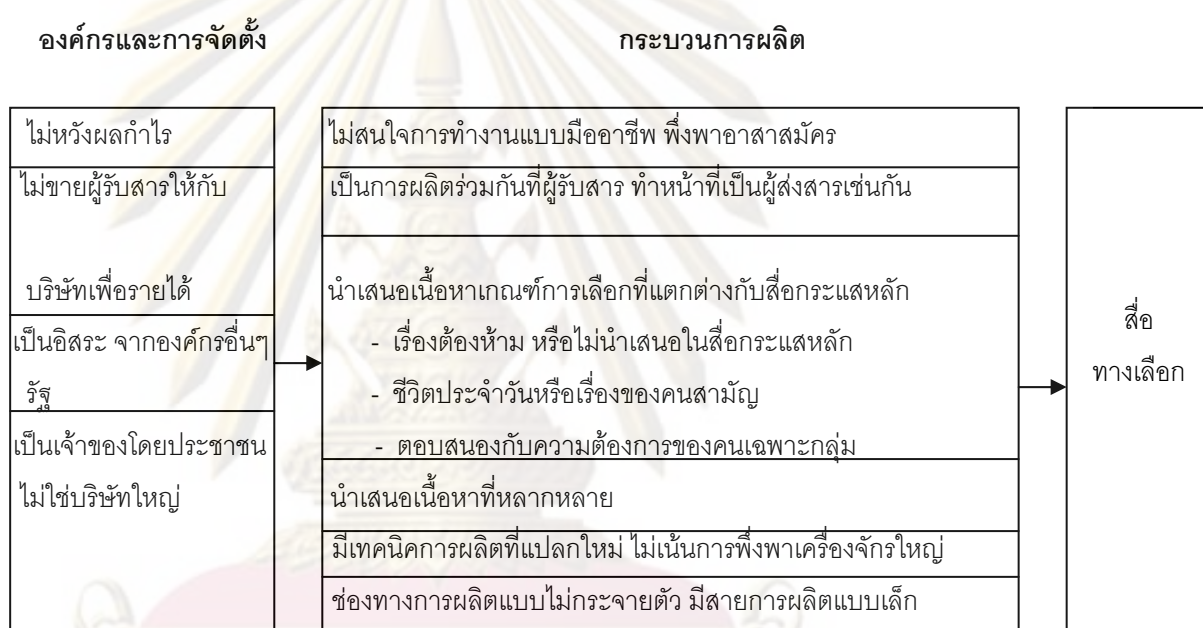 องค์กรและการจัดตั้ง
กระบวนการผลิต
ไม่หวังผลกำไร
ไม่ขายผู้รับสารให้กับ
บริษัทเพื่อรายได้
เป็นอิสระ จากองค์กรอื่นๆ
รัฐ
เป็นเจ้าของโดยประชาชน
ไม่ใช่บริษัทใหญ่
ไม่สนใจการทำงานแบบมืออาชีพ พึ่งพาอาสาสมัคร
เป็นการผลิตร่วมกันที่ผู้รับสาร ทำหน้าที่เป็นผู้ส่งสารเช่นกัน
นำเสนอเนื้อหาเกณฑ์การเลือกที่แตกต่างกับสื่อกระแสหลัก
- เรื่องต้องห้าม หรือไม่นำเสนอในสื่อกระแสหลัก
- ชีวิตประจำวันหรือเรื่องของคนสามัญ
- ตอบสนองกับความต้องการของคนเฉพาะกลุ่ม
นำเสนอเนื้อหาที่หลากหลาย
มีเทคนิคการผลิตที่แปลกใหม่ ไม่เน้นการพึ่งพาเครื่องจักรใหญ่
ช่องทางการผลิตแบบไม่กระจายตัว มีสายการผลิตแบบเล็ก
สื่อ
ทางเลือก